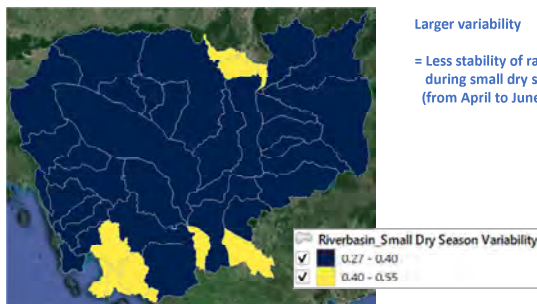 Larger variability
= Less stability of
during small dry
(from April to June
Riverbasin_Small Dry Season Variability
0.27 - 0.40
0.40 - 0.55